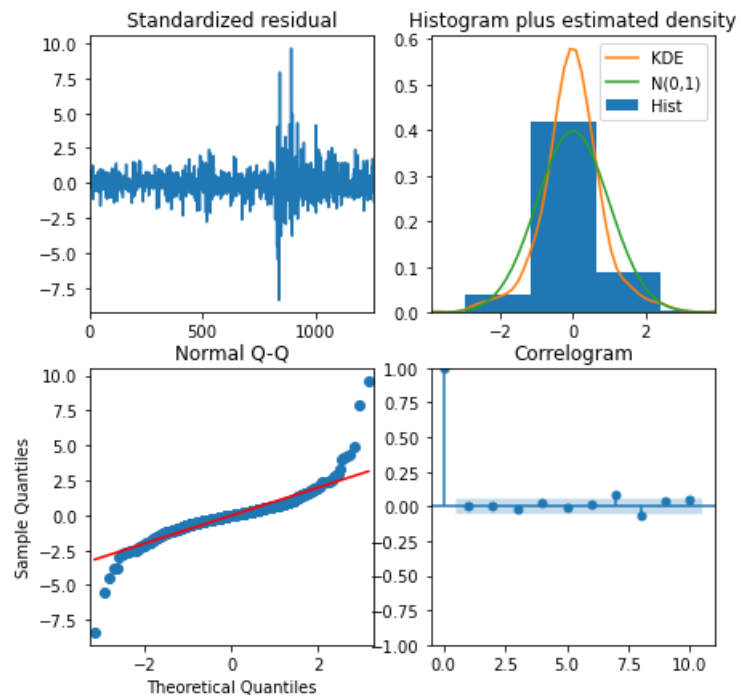 Standardized residual
10.0
7.5
5.0
2.5
0.0
−2.5
−5.0
−7.5
0 500 1000
Histogram plus estimated density
0.6
0.5
0.4
0.3
0.2
0.1
0.0
−2 0 2
KDE
N(0,1)
Hist
Normal Q-Q
10.0
7.5
5.0
2.5
0.0
−2.5
−5.0
−7.5
Sample Quantiles
−2 0 2
Theoretical Quantiles
Correlogram
1.00
0.75
0.50
0.25
0.00
−0.25
−0.50
−0.75
−1.00
0.0 2.5 5.0 7.5 10.0